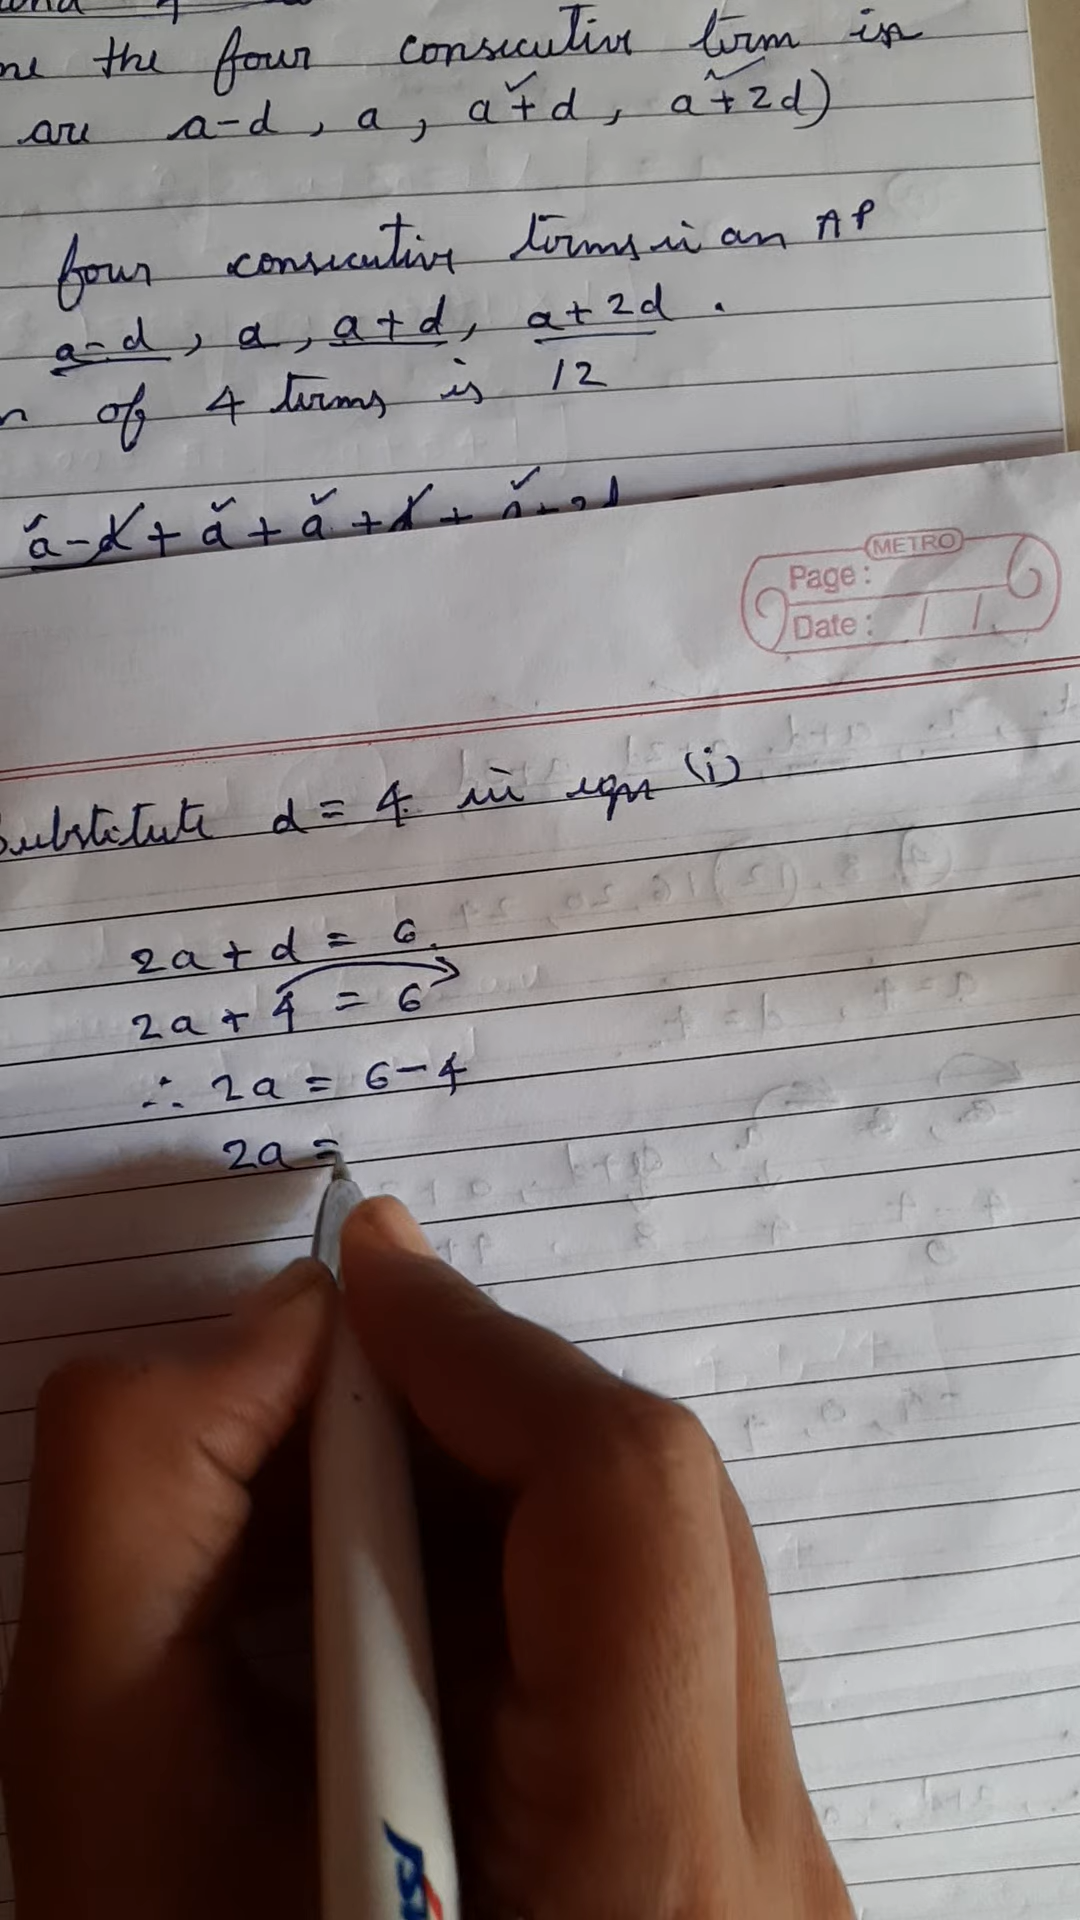 the four consecutive term in
are a-d, a, a+d, a+2d)
four consecutive terms in an AP
a-d, a, a+d, a+2d.
of 4 terms is 12
a-d+a+a+d+a+2d
METRO
Page:
Date: / /
Substitute d = 4 in eqn (i)
2a + d = 6
2a + 4 = 6
∴ 2a = 6-4
2a =